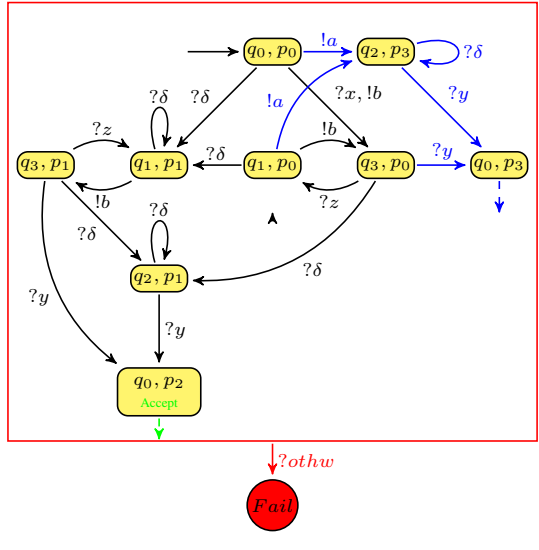 !a
q₀, p₀
q₂, p₃
?δ
?δ
!a
?x, !b
?y
?δ
?z
!b
?y
q₃, p₁
q₁, p₁
?δ
q₁, p₀
q₃, p₀
q₀, p₃
!b
?z
?δ
?δ
q₂, p₁
?δ
?y
?y
q₀, p₂
Accept
?othw
Fail